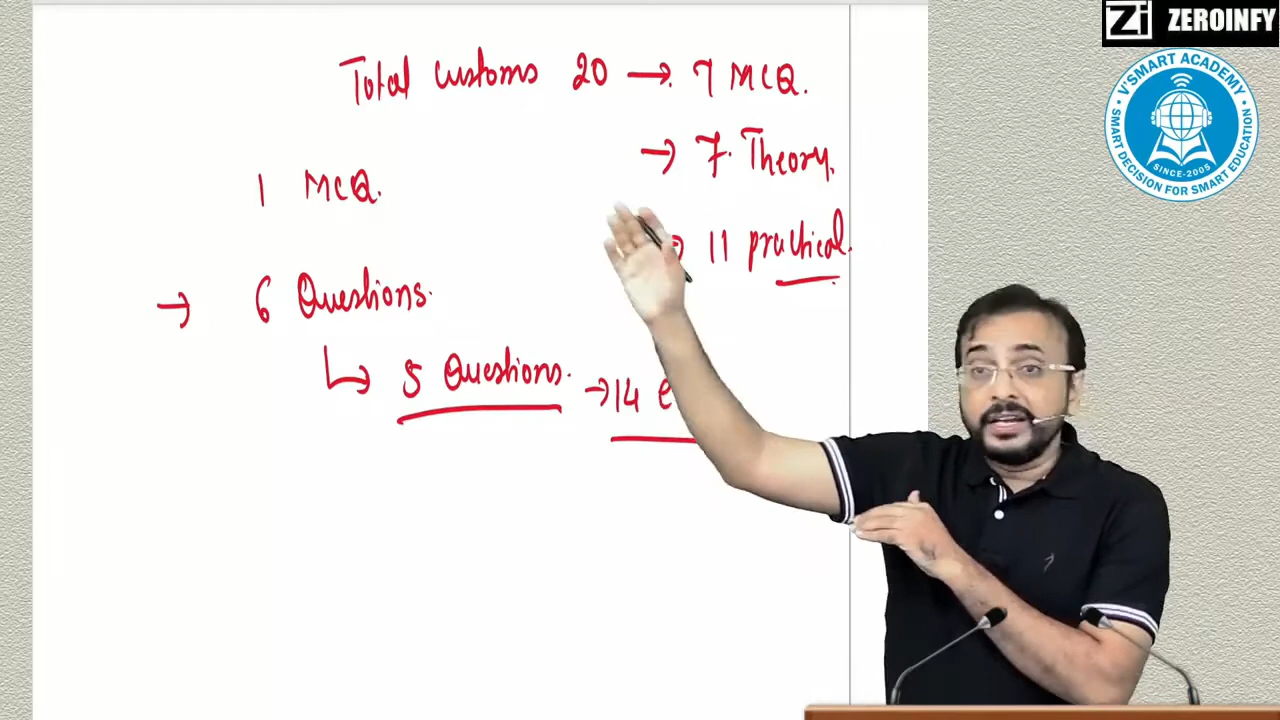 Total customs 20 → 7 MCQ.
→ 7. Theory.
1 MCQ.
→ 11 practical.
→ 6 Questions.
↳ 5 Questions. → 14
Zi ZEROINFY
V'SMART ACADEMY
SMART DECISION FOR SMART EDUCATION
SINCE-2005